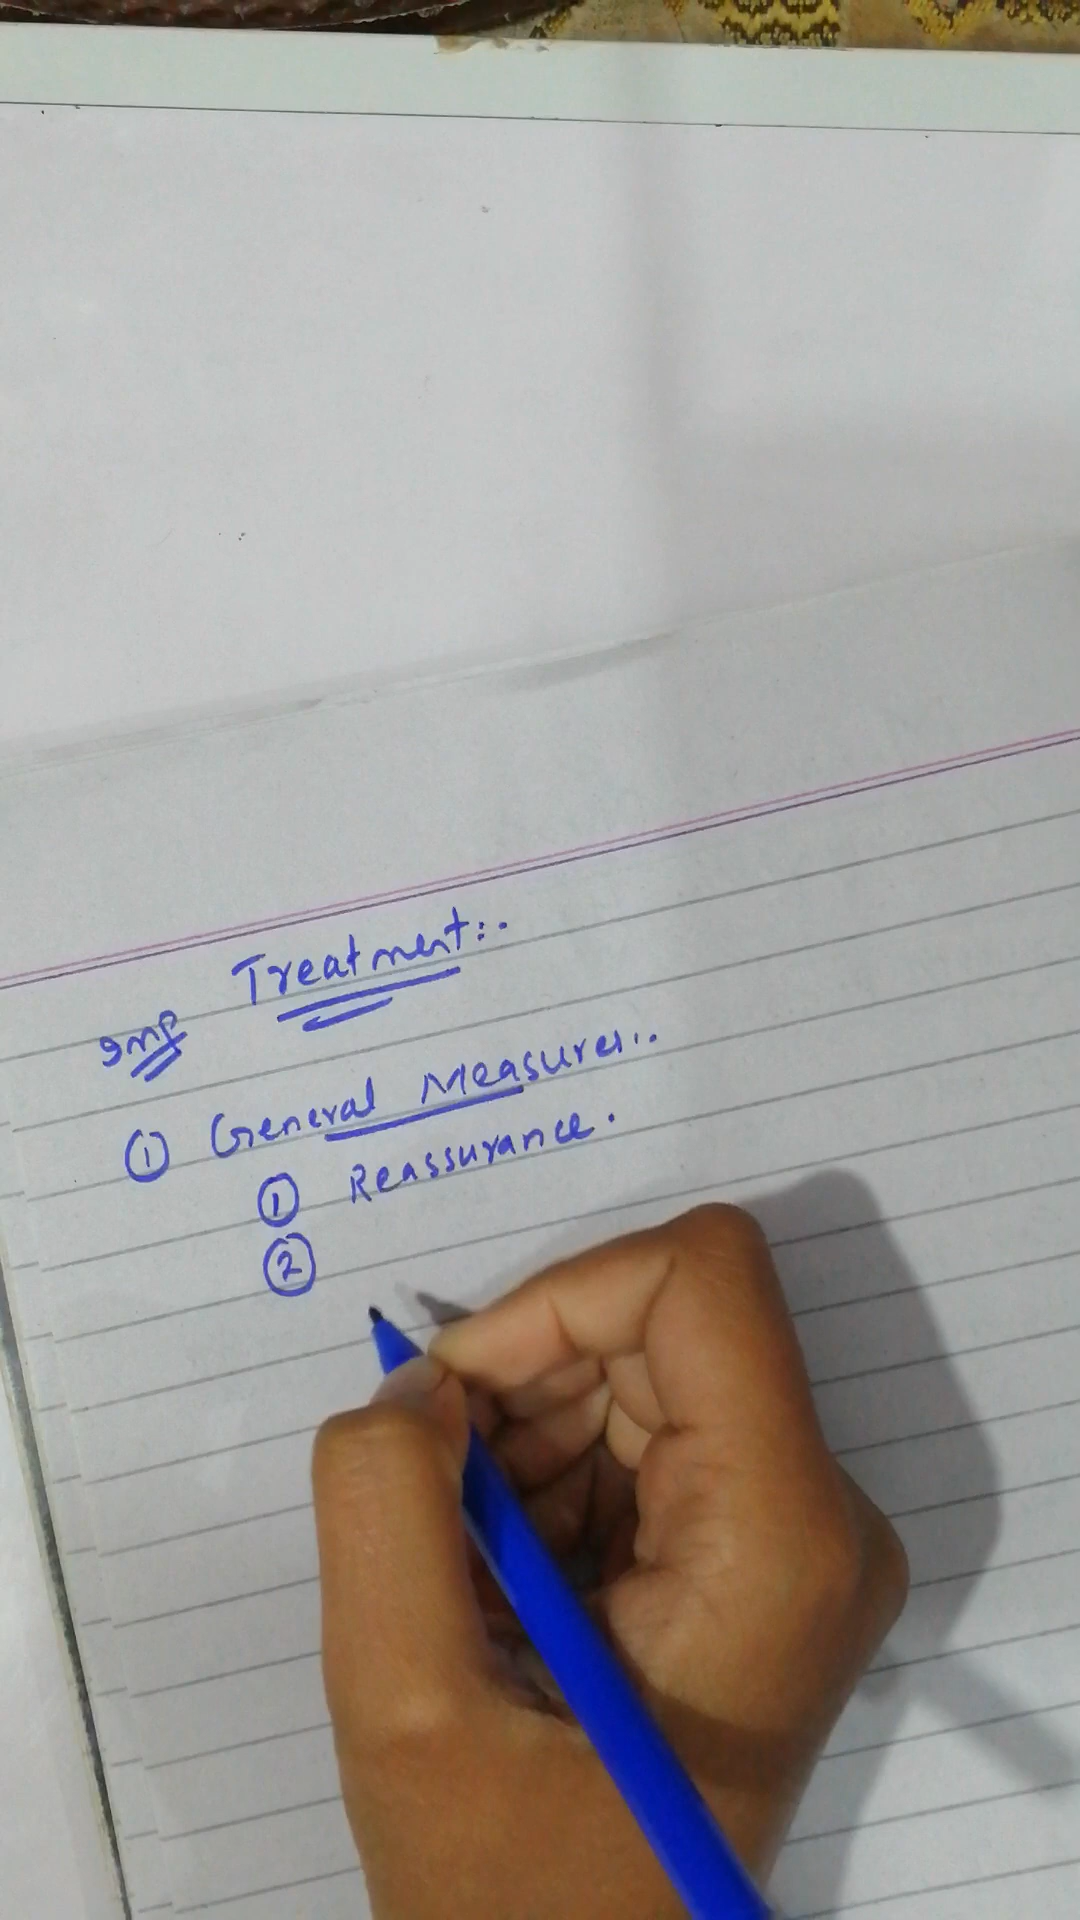 Treatment:.
Imp
① General Measures:.
① Reassurance.
②